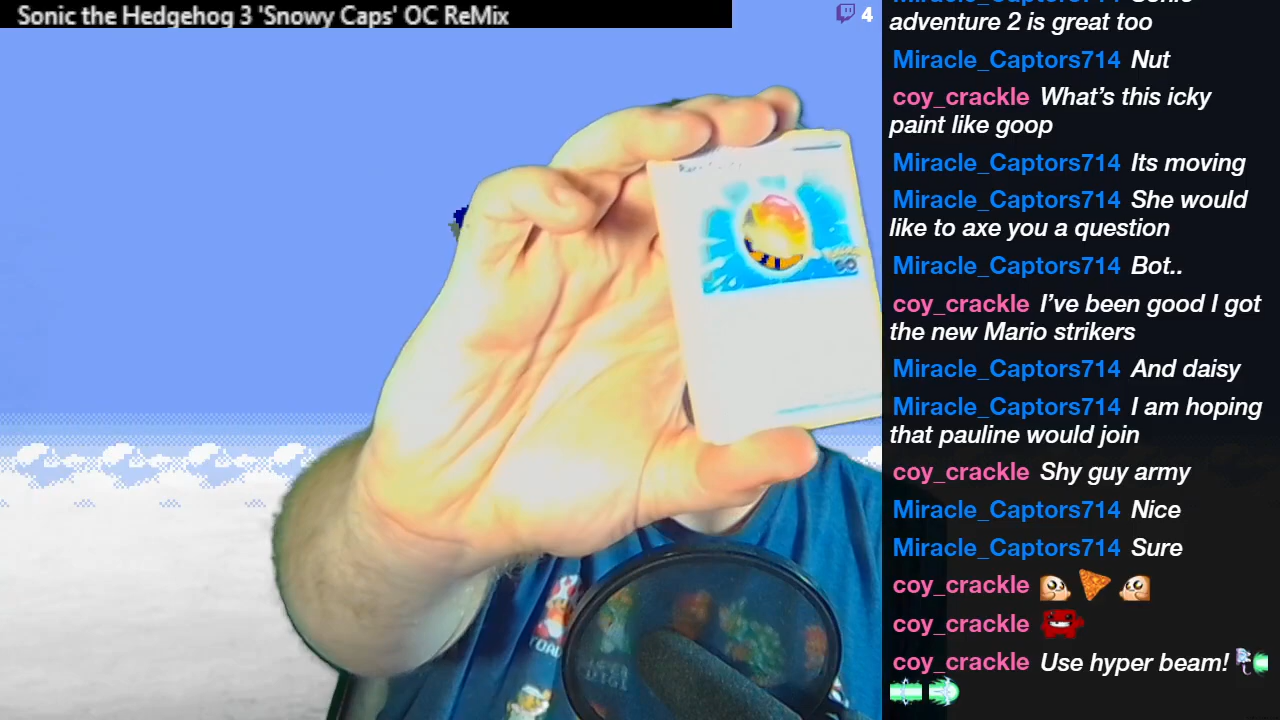 Sonic the Hedgehog 3 'Snowy Caps' OC ReMix
4
adventure 2 is great too
Miracle_Captors714 Nut
coy_crackle What's this icky
paint like goop
Miracle_Captors714 Its moving
Miracle_Captors714 She would
like to axe you a question
Miracle_Captors714 Bot..
coy_crackle I've been good I got
the new Mario strikers
Miracle_Captors714 And daisy
Miracle_Captors714 I am hoping
that pauline would join
coy_crackle Shy guy army
Miracle_Captors714 Nice
Miracle_Captors714 Sure
coy_crackle
coy_crackle
coy_crackle Use hyper beam!
GO
TOAD